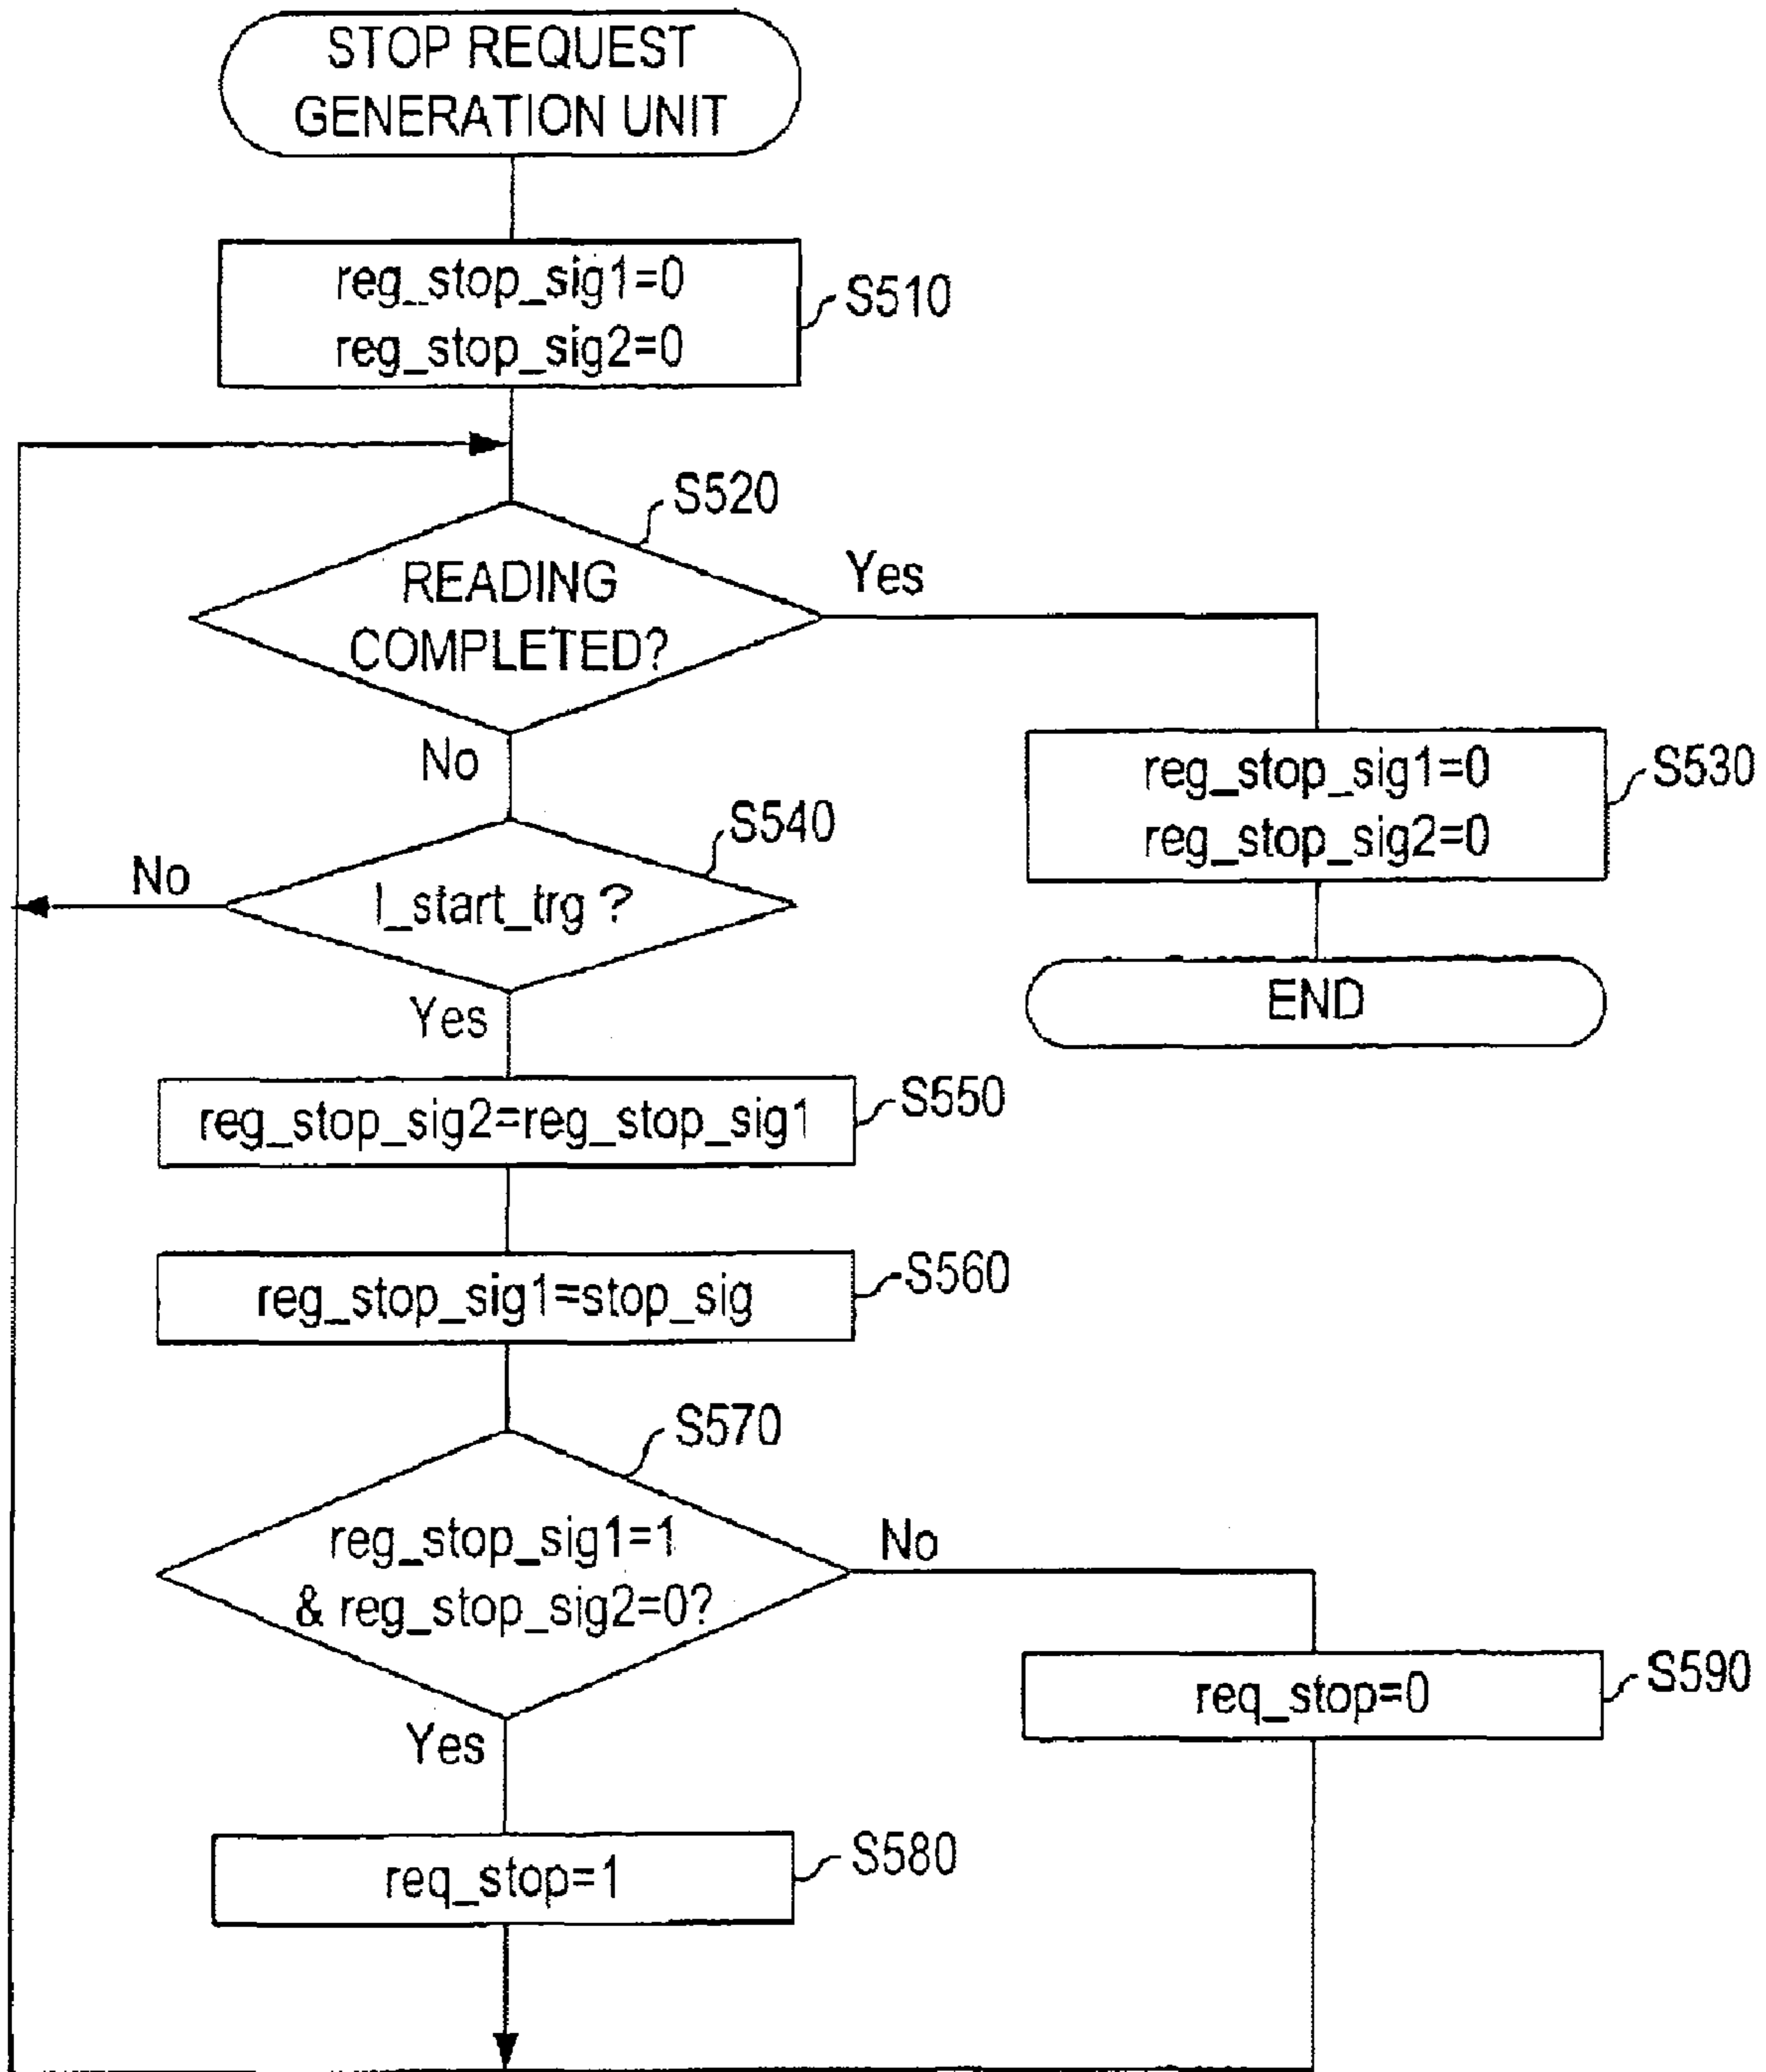 STOP REQUEST
GENERATION UNIT
reg_stop_sig1=0
reg_stop_sig2=0
S510
S520
READING
COMPLETED?
Yes
No
reg_stop_sig1=0
reg_stop_sig2=0
S530
END
S540
l_start_trg ?
No
Yes
reg_stop_sig2=reg_stop_sig1
S550
reg_stop_sig1=stop_sig
S560
S570
reg_stop_sig1=1
& reg_stop_sig2=0?
No
Yes
req_stop=0
S590
req_stop=1
S580